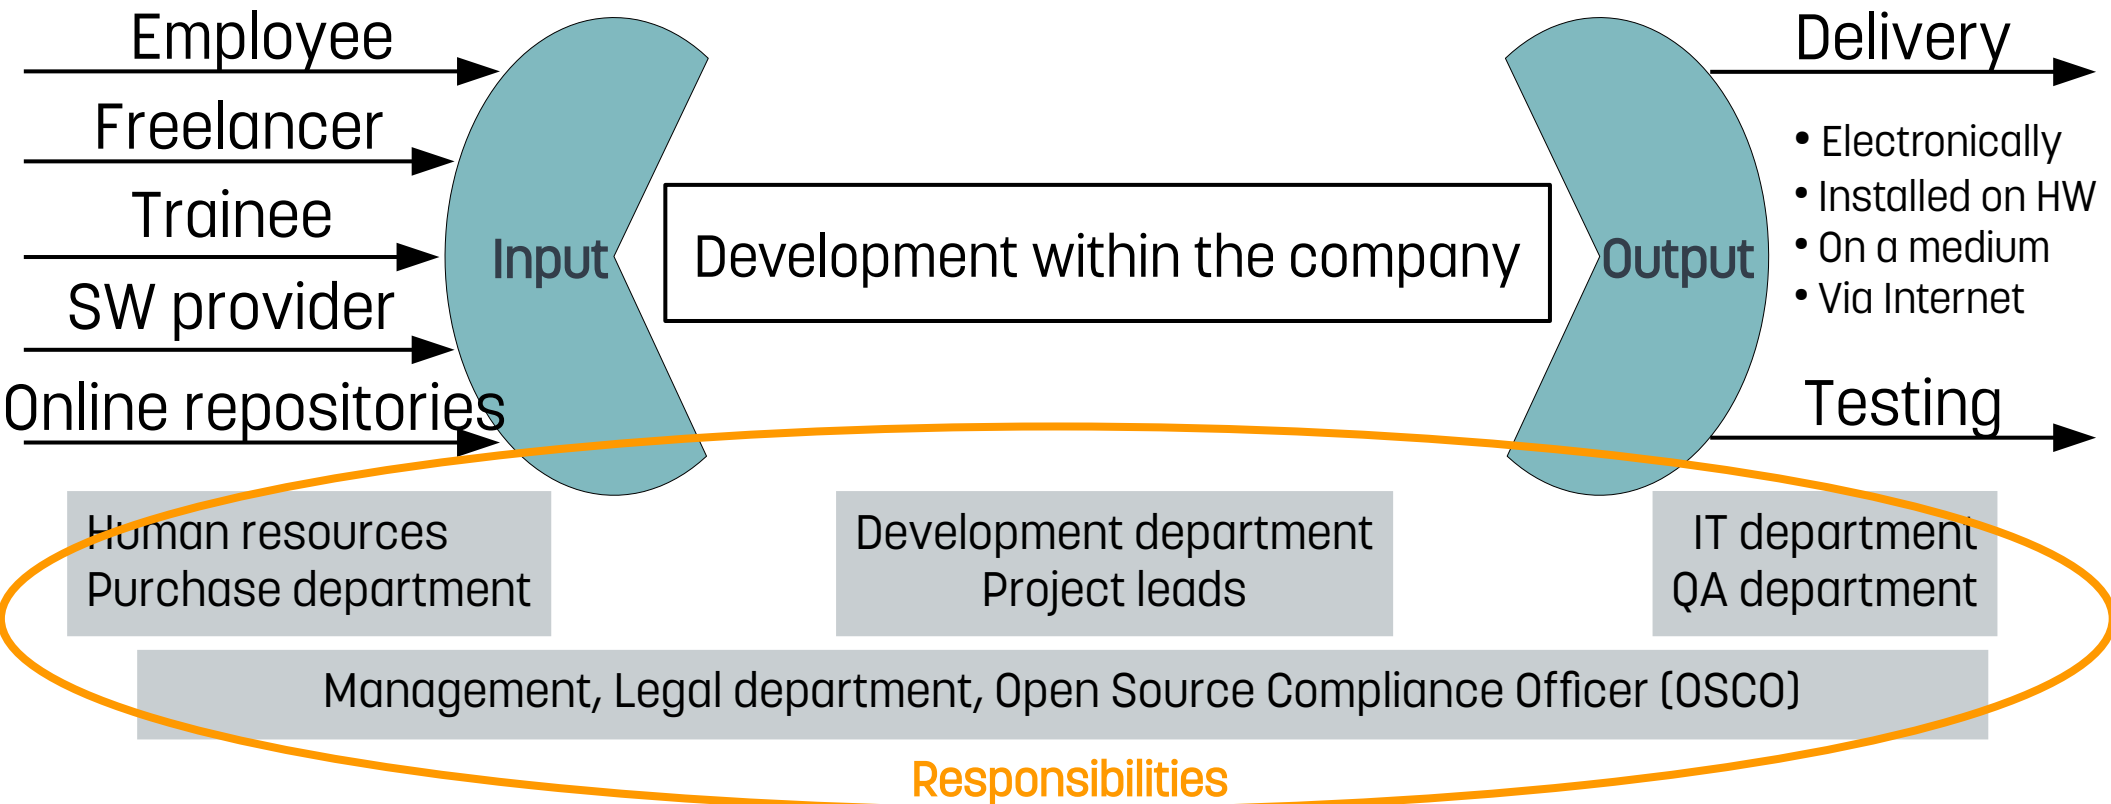 Employee
Freelancer
Trainee
SW provider
Online repositories
Input
Development within the company
Output
Delivery
• Electronically
• Installed on HW
• On a medium
• Via Internet
Testing
Human resources
Purchase department
Development department
Project leads
IT department
QA department
Management, Legal department, Open Source Compliance Officer (OSCO)
Responsibilities